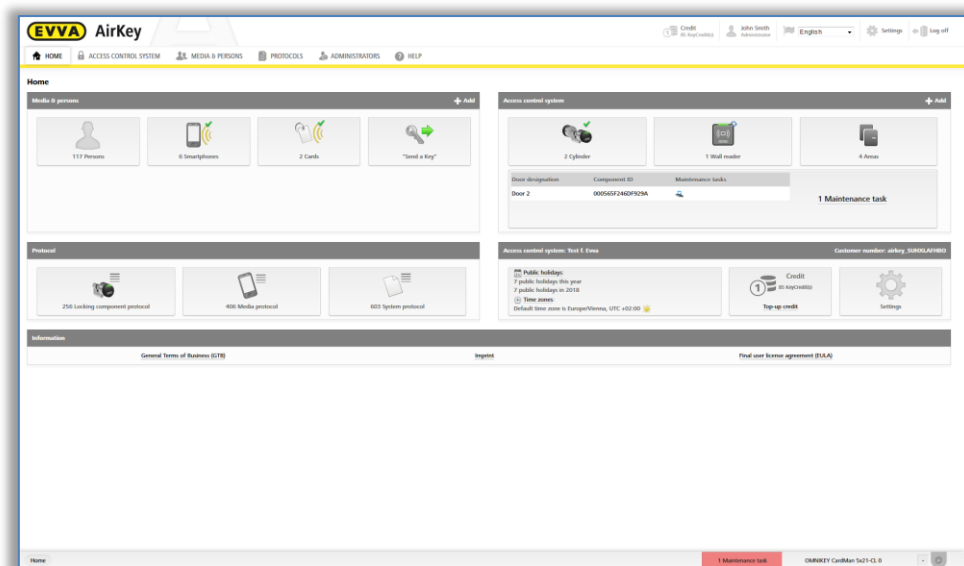 EVVA AirKey
Credit
85 KeyCredit(s)
John Smith
Administrator
English
Settings
Log off
HOME
ACCESS CONTROL SYSTEM
MEDIA & PERSONS
PROTOCOLS
ADMINISTRATORS
HELP
Home
Media & persons
Add
117 Persons
6 Smartphones
2 Cards
"Send a Key"
Access control system
Add
2 Cylinder
1 Wall reader
4 Areas
Door designation Component ID Maintenance tasks
Door 2 000565F246DF929A
1 Maintenance task
Protocol
256 Locking component protocol
406 Media protocol
603 System protocol
Access control system: Test T. Evva
Customer number: airkey_SUNXLAFHBO
Public holidays:
7 public holidays this year
7 public holidays in 2018
Time zones:
Default time zone is Europe/Vienna, UTC +02:00
1
Credit
85 KeyCredit(s)
Top-up credit
Settings
Information
General Terms of Business (GTB)
Imprint
Final user license agreement (EULA)
Home
1 Maintenance task
OMNIKEY CardMan 5x21-CL 0